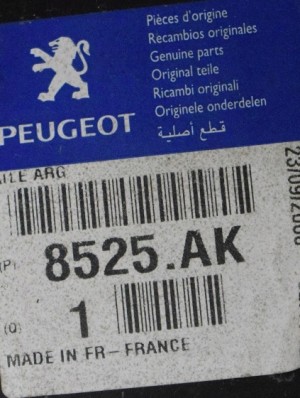 Pièces d'origine
Recambios originales
Genuine parts
Original teile
Ricambi originali
Originele onderdelen
قطع أصلية
PEUGEOT
ARG
(P) 8525.AK
(Q) 1
MADE IN FR-FRANCE